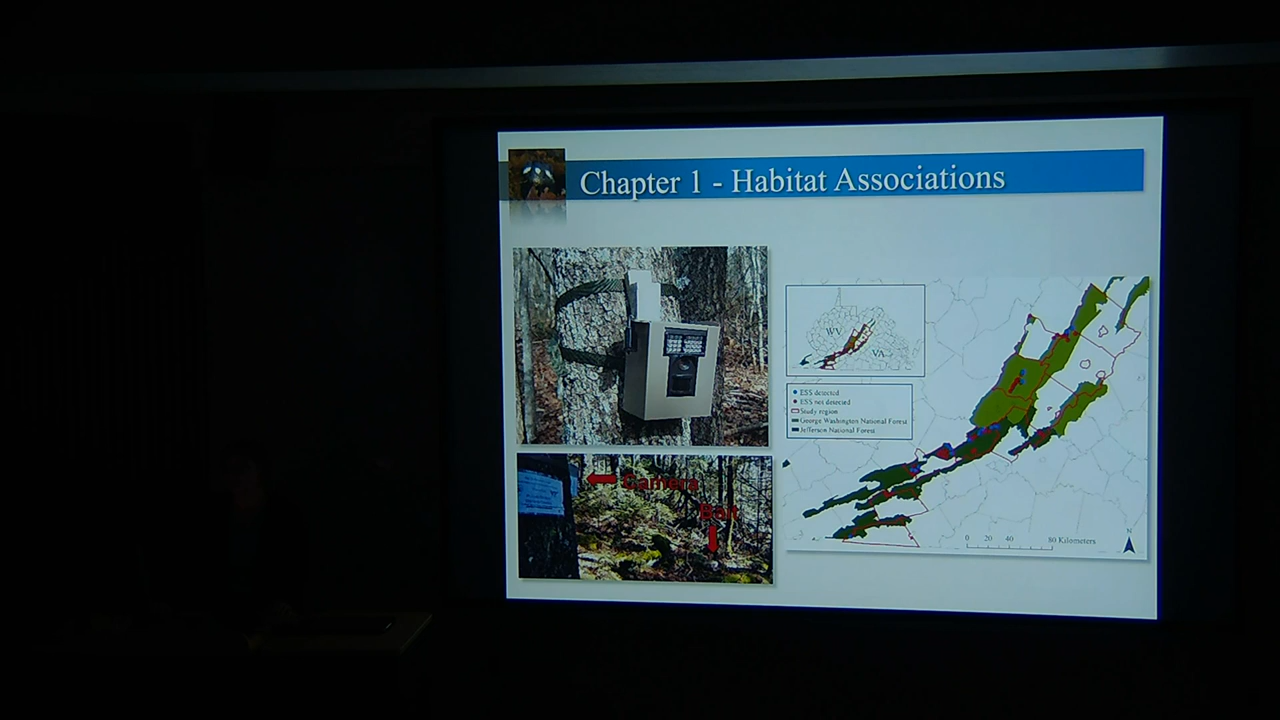 Chapter 1 - Habitat Associations
Camera
Bait
WV
VA
ESS detected
ESS not detected
Study region
George Washington National Forest
Jefferson National Forest
N
0 20 40 80 Kilometers